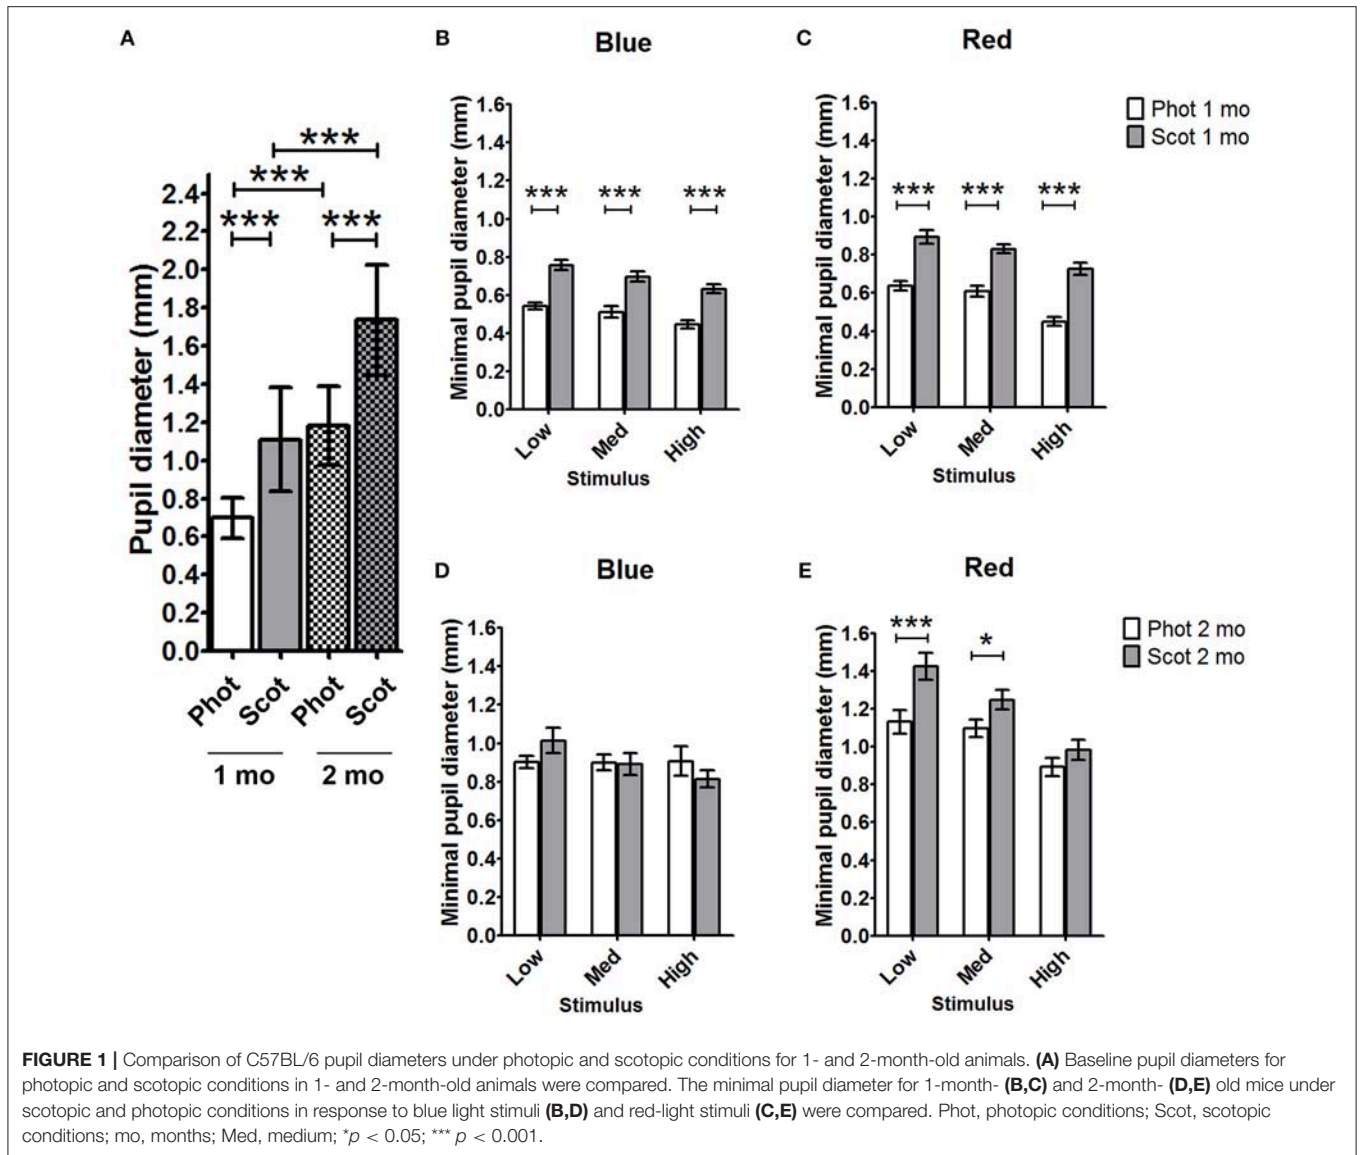 A
Pupil diameter (mm)
***
***
*** ***
2.4
2.2
2.0
1.8
1.6
1.4
1.2
1.0
0.8
0.6
0.4
0.2
0.0
Phot Scot Phot Scot
1 mo 2 mo
B
Blue
Minimal pupil diameter (mm)
1.6
1.4
1.2
1.0
0.8
0.6
0.4
0.2
0.0
*** *** ***
Low Med High
Stimulus
C
Red
Minimal pupil diameter (mm)
1.6
1.4
1.2
1.0
0.8
0.6
0.4
0.2
0.0
*** *** ***
Low Med High
Stimulus
Phot 1 mo
Scot 1 mo
D
Blue
Minimal pupil diameter (mm)
1.6
1.4
1.2
1.0
0.8
0.6
0.4
0.2
0.0
Low Med High
Stimulus
E
Red
Minimal pupil diameter (mm)
1.6
1.4
1.2
1.0
0.8
0.6
0.4
0.2
0.0
*** *
Low Med High
Stimulus
Phot 2 mo
Scot 2 mo
FIGURE 1 | Comparison of C57BL/6 pupil diameters under photopic and scotopic conditions for 1- and 2-month-old animals. (A) Baseline pupil diameters for
photopic and scotopic conditions in 1- and 2-month-old animals were compared. The minimal pupil diameter for 1-month- (B,C) and 2-month- (D,E) old mice under
scotopic and photopic conditions in response to blue light stimuli (B,D) and red-light stimuli (C,E) were compared. Phot, photopic conditions; Scot, scotopic
conditions; mo, months; Med, medium; *p < 0.05; *** p < 0.001.